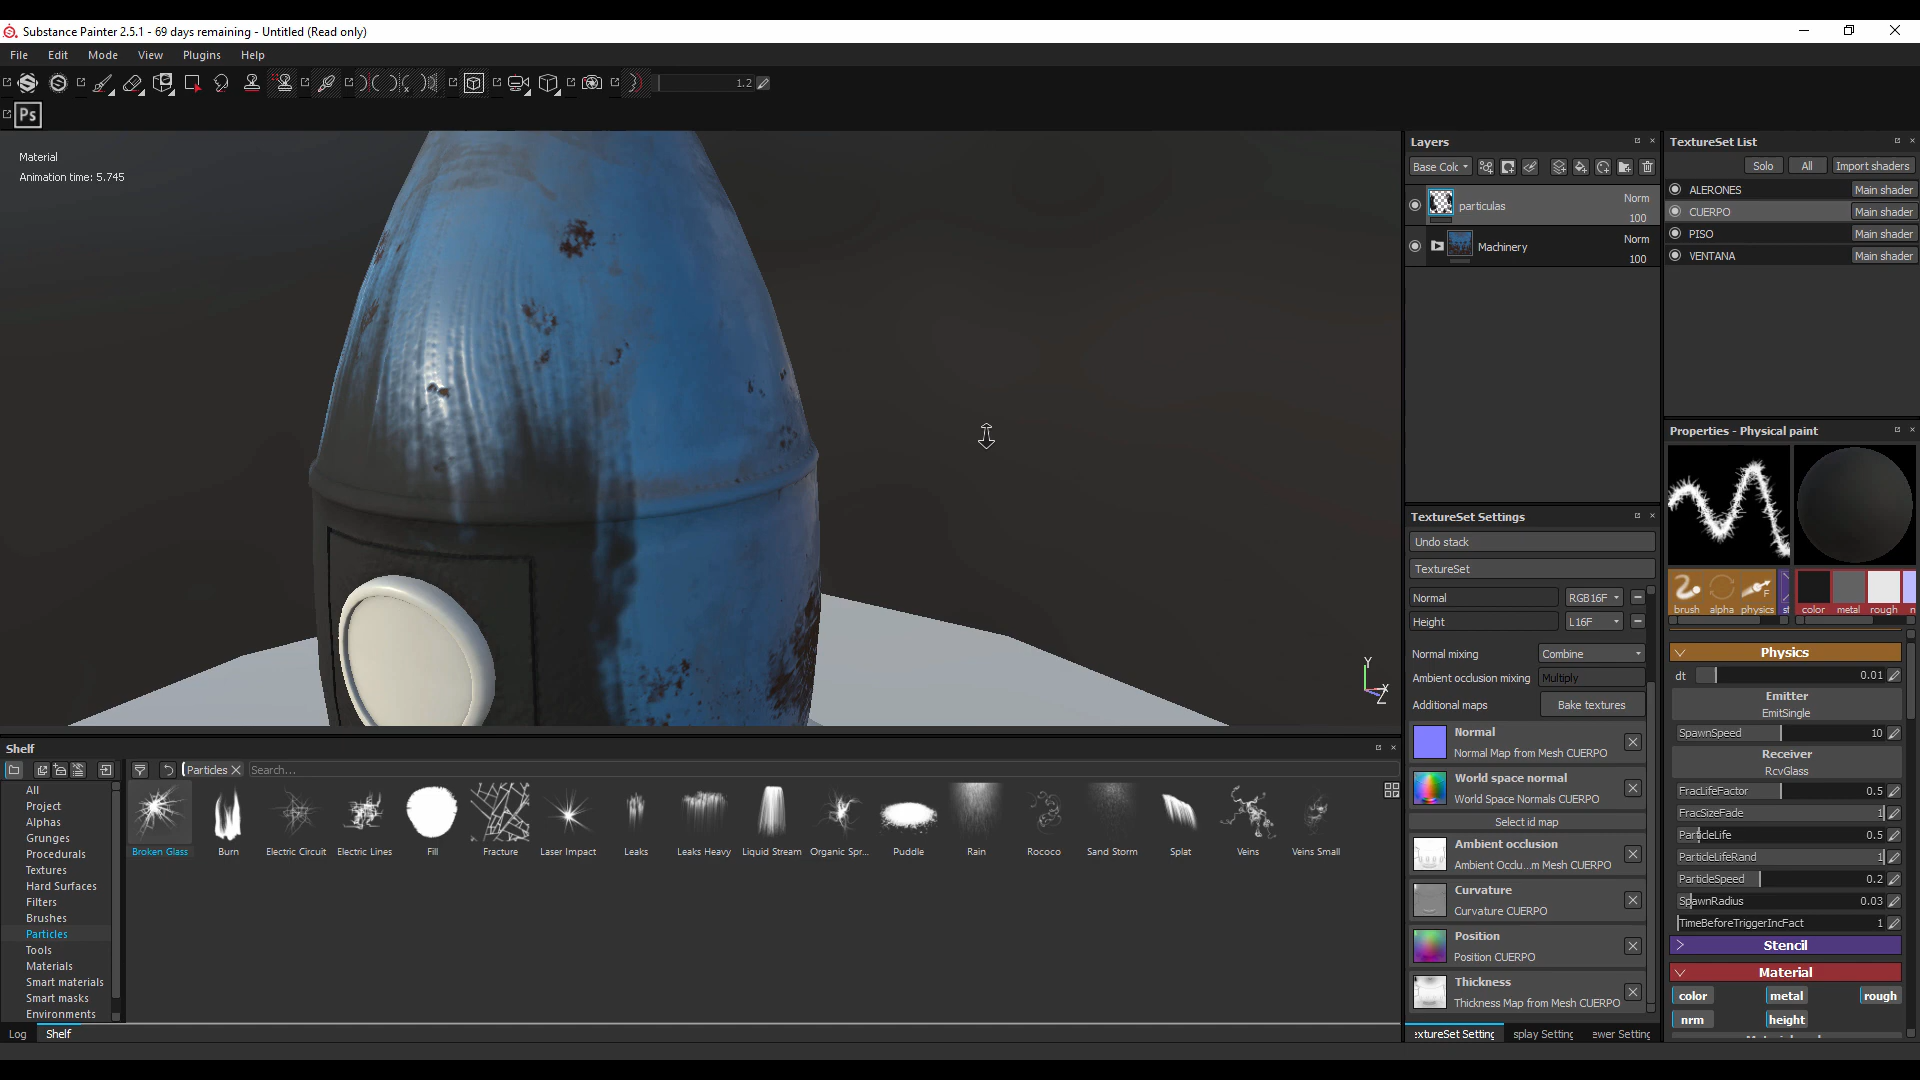 Substance Painter 2.5.1 - 69 days remaining - Untitled (Read only)
File Edit Mode View Plugins Help
1.2
Ps
Material
Animation time: 5.745
Y
X
Z
Layers
Base Colc
particulas
Norm
100
Machinery
Norm
100
TextureSet List
Solo All Import shaders
ALERONES Main shader
CUERPO Main shader
PISO Main shader
VENTANA Main shader
TextureSet Settings
Undo stack
TextureSet
Normal RGB16F
Height L16F
Normal mixing Combine
Ambient occlusion mixing Multiply
Additional maps Bake textures
Normal
Normal Map from Mesh CUERPO
World space normal
World Space Normals CUERPO
Select id map
Ambient occlusion
Ambient Occlu...m Mesh CUERPO
Curvature
Curvature CUERPO
Position
Position CUERPO
Thickness
Thickness Map from Mesh CUERPO
extureSet Setting splay Setting ewer Setting
Properties - Physical paint
brush alpha physics st color metal rough n
Physics
dt 0.01
Emitter
EmitSingle
SpawnSpeed 10
Receiver
RcvGlass
FracLifeFactor 0.5
FracSizeFade 1
ParticleLife 0.5
ParticleLifeRand 1
ParticleSpeed 0.2
SpawnRadius 0.03
TimeBeforeTriggerIncFact 1
Stencil
Material
color metal rough
nrm height
Shelf
Particles Search...
All
Project
Alphas
Grunges
Procedurals
Textures
Hard Surfaces
Filters
Brushes
Particles
Tools
Materials
Smart materials
Smart masks
Environments
Broken Glass Burn Electric Circuit Electric Lines Fill Fracture Laser Impact Leaks Leaks Heavy Liquid Stream Organic Spr... Puddle Rain Rococo Sand Storm Splat Veins Veins Small
Log Shelf